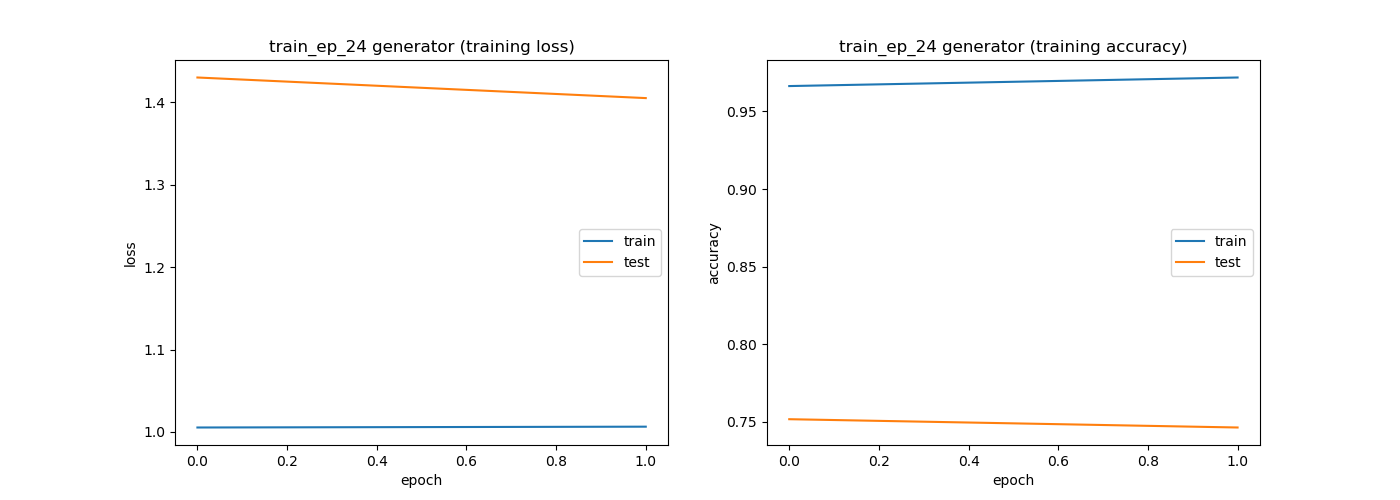 train_ep_24 generator (training loss)
1.4
1.3
1.2
1.1
1.0
loss
train
test
0.0 0.2 0.4 0.6 0.8 1.0
epoch
train_ep_24 generator (training accuracy)
0.95
0.90
0.85
0.80
0.75
accuracy
train
test
0.0 0.2 0.4 0.6 0.8 1.0
epoch